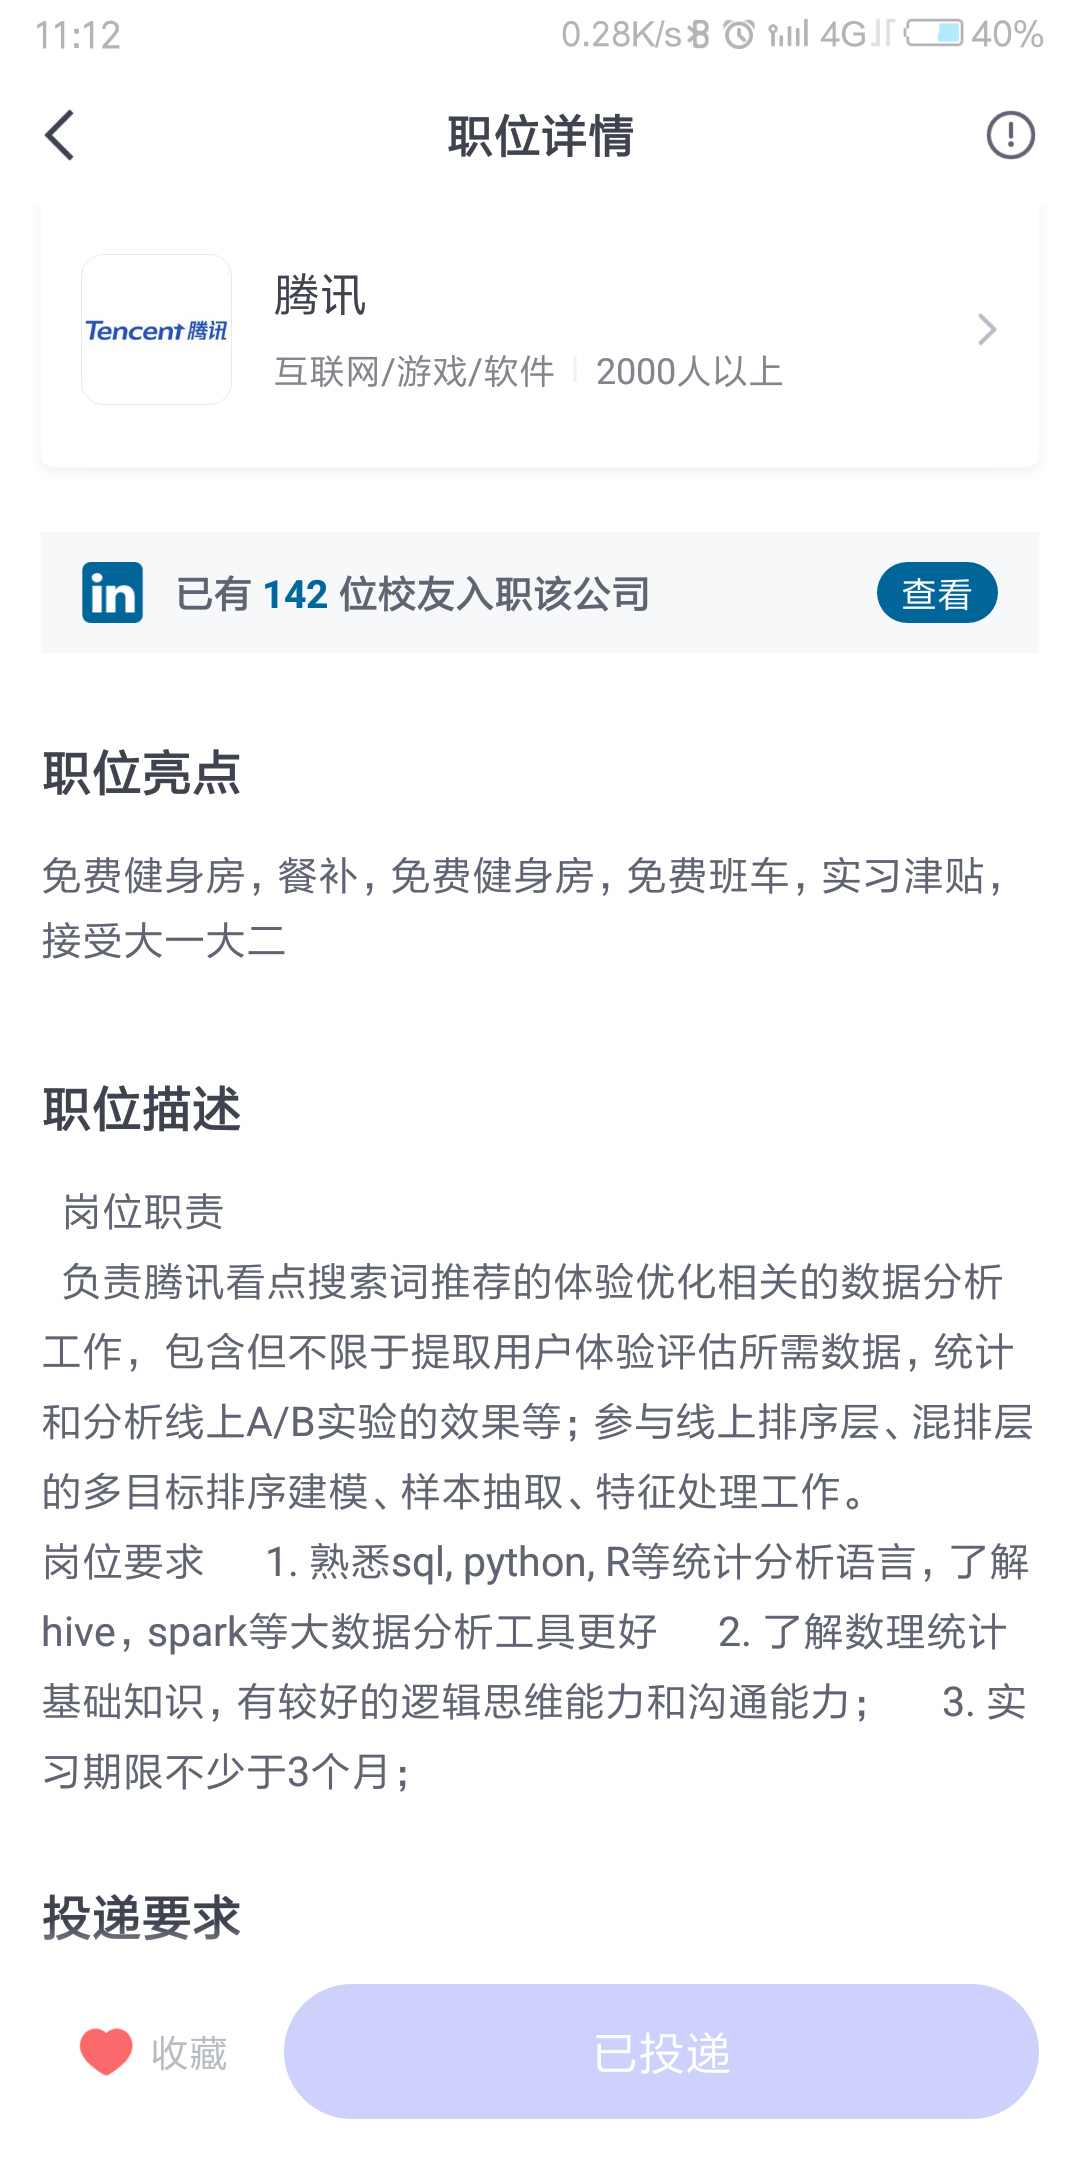 11:12
0.28K/s 4G 40%
职位详情
Tencent腾讯
腾讯
互联网/游戏/软件 2000人以上
in 已有 142 位校友入职该公司 查看
职位亮点
免费健身房，餐补，免费健身房，免费班车，实习津贴，
接受大一大二
职位描述
岗位职责
负责腾讯看点搜索词推荐的体验优化相关的数据分析
工作，包含但不限于提取用户体验评估所需数据，统计
和分析线上A/B实验的效果等；参与线上排序层、混排层
的多目标排序建模、样本抽取、特征处理工作。
岗位要求 1. 熟悉sql, python, R等统计分析语言，了解
hive，spark等大数据分析工具更好 2. 了解数理统计
基础知识，有较好的逻辑思维能力和沟通能力； 3. 实
习期限不少于3个月；
投递要求
收藏 已投递